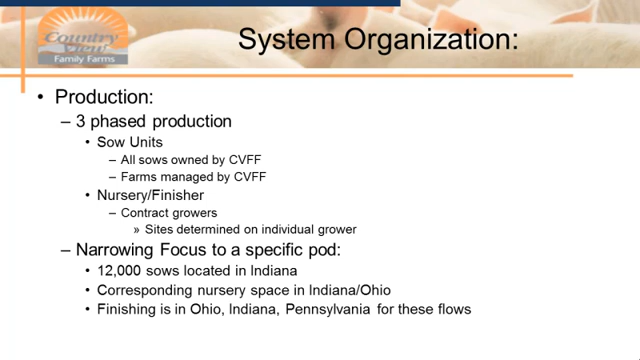 Country
View
Family Farms
System Organization:
• Production:
– 3 phased production
• Sow Units
– All sows owned by CVFF
– Farms managed by CVFF
• Nursery/Finisher
– Contract growers
» Sites determined on individual grower
– Narrowing Focus to a specific pod:
• 12,000 sows located in Indiana
• Corresponding nursery space in Indiana/Ohio
• Finishing is in Ohio, Indiana, Pennsylvania for these flows